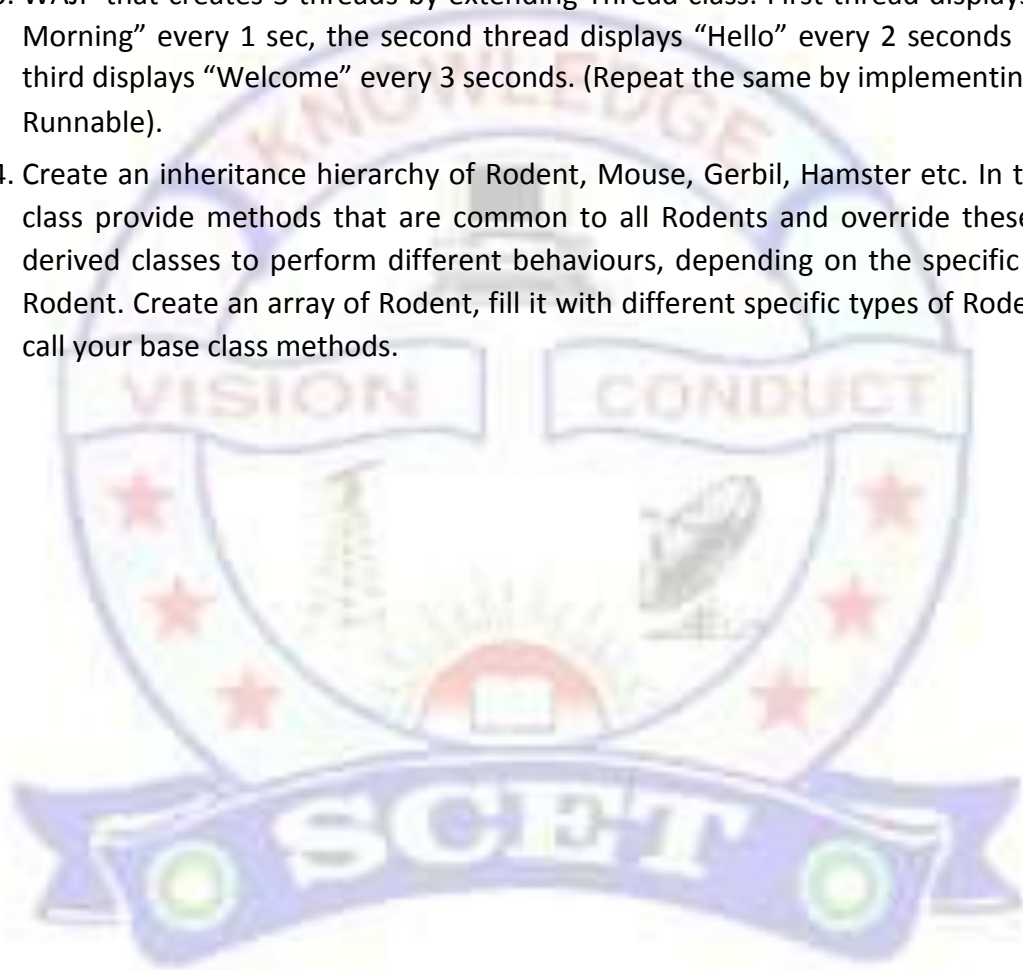 3. WAJP that creates 3 threads by extending Thread class. First thread displays
Morning” every 1 sec, the second thread displays “Hello” every 2 seconds
third displays “Welcome” every 3 seconds. (Repeat the same by implementin
Runnable).
4. Create an inheritance hierarchy of Rodent, Mouse, Gerbil, Hamster etc. In t
class provide methods that are common to all Rodents and override these
derived classes to perform different behaviours, depending on the specific
Rodent. Create an array of Rodent, fill it with different specific types of Rode
call your base class methods.
KNOWLEDGE
VISION CONDUCT
SCET